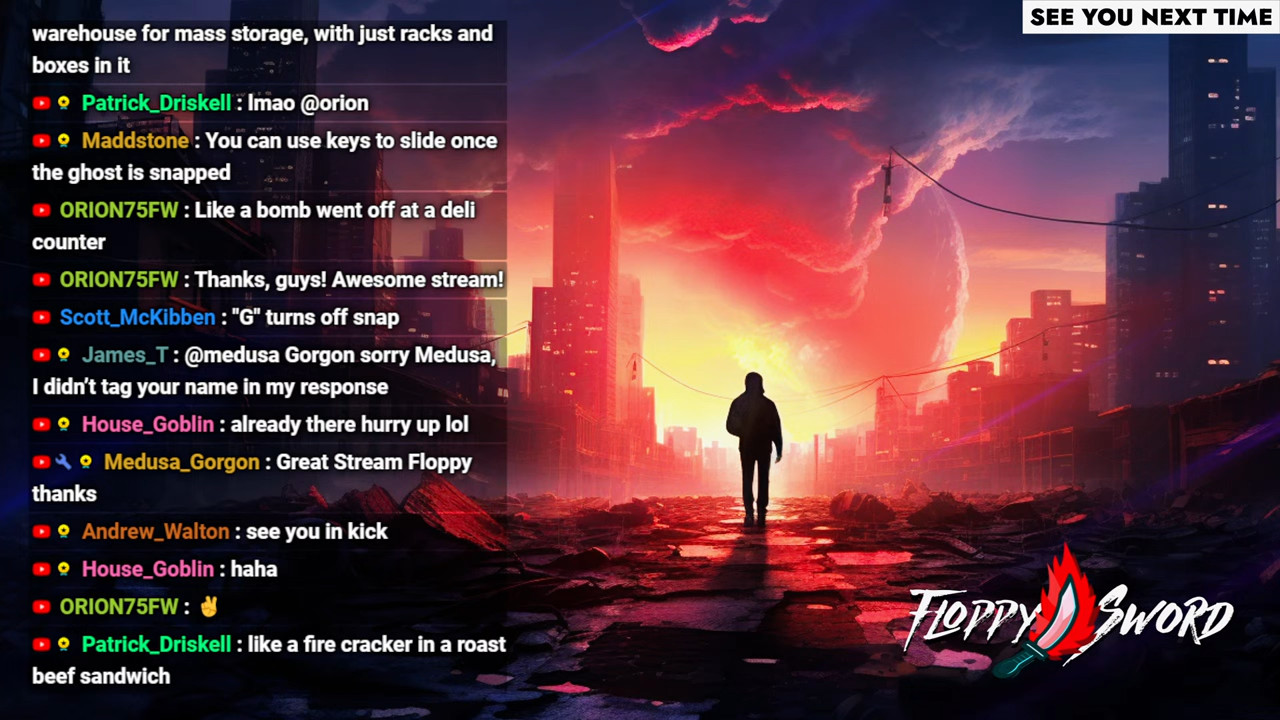 SEE YOU NEXT TIME
warehouse for mass storage, with just racks and
boxes in it
Patrick_Driskell : lmao @orion
Maddstone : You can use keys to slide once
the ghost is snapped
ORION75FW : Like a bomb went off at a deli
counter
ORION75FW : Thanks, guys! Awesome stream!
Scott_McKibben : "G" turns off snap
James_T : @medusa Gorgon sorry Medusa,
I didn’t tag your name in my response
House_Goblin : already there hurry up lol
Medusa_Gorgon : Great Stream Floppy
thanks
Andrew_Walton : see you in kick
House_Goblin : haha
ORION75FW : ✌️
Patrick_Driskell : like a fire cracker in a roast
beef sandwich
FLOPPY SWORD